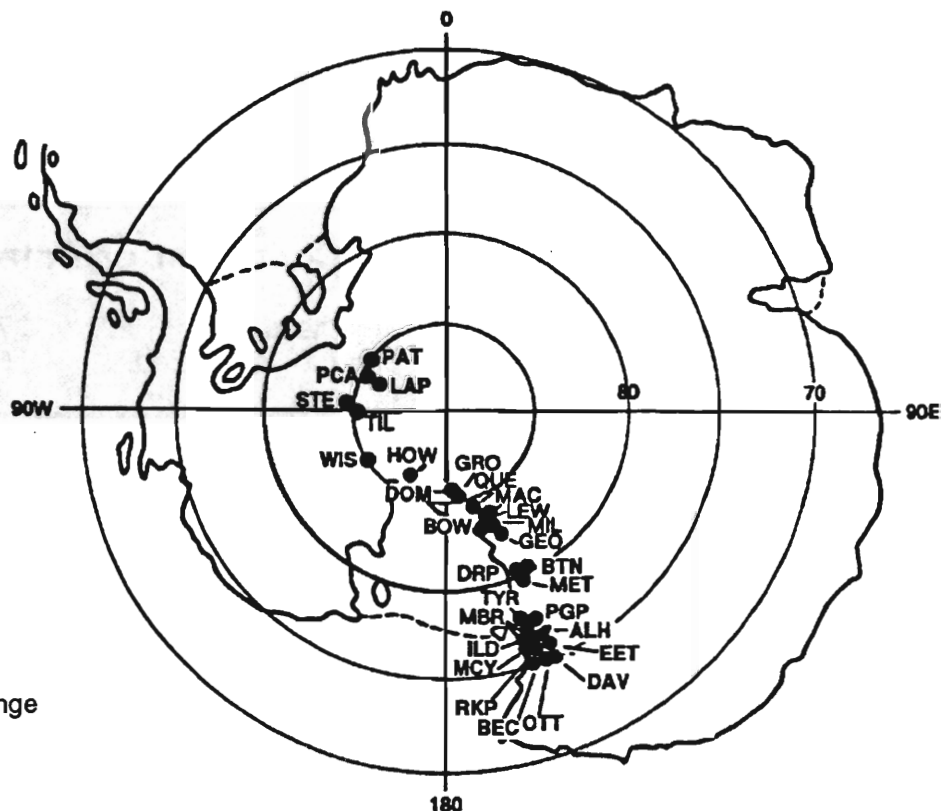 0
PAT
PCA
LAP
80
70
STE
90W
90E
TIL
HOW
WIS
GRO
QUE
DOM
MAC
LEW
BOW
MIL
GEO
DRP
BTN
MET
TYR
MBR
PGP
ALH
ILD
EET
MCY
DAV
RKP
BEC
OTT
nge
180